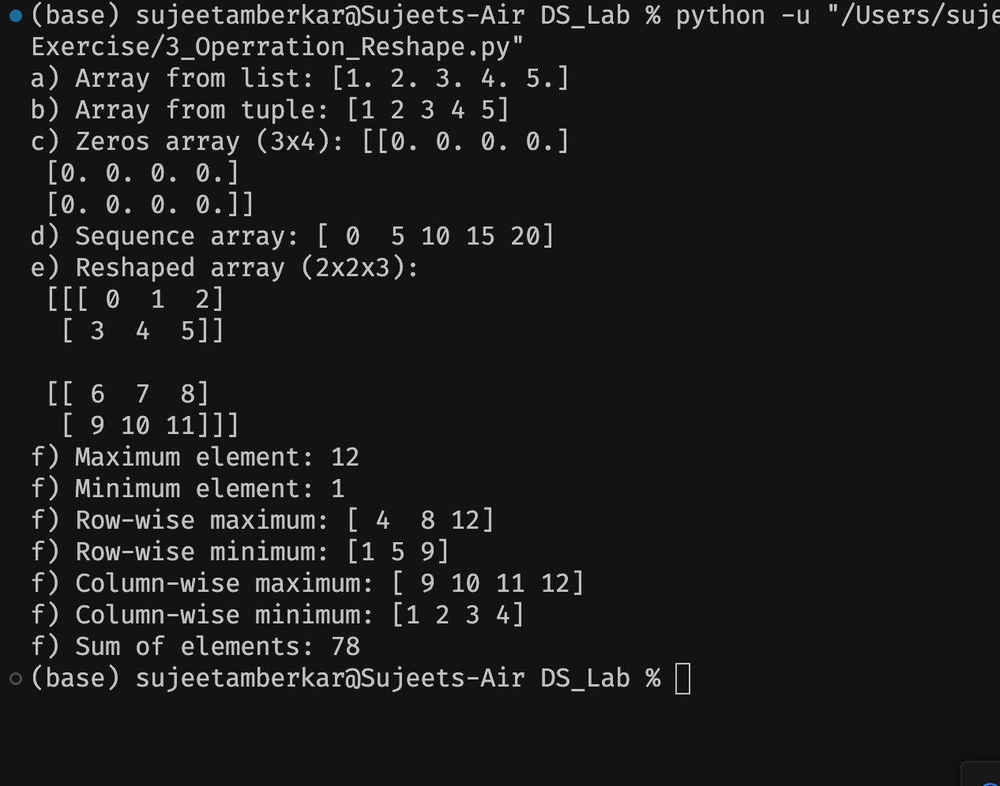 (base) sujeetamberkar@Sujeets-Air DS_Lab % python -u "/Users/suje
Exercise/3_Operration_Reshape.py"
a) Array from list: [1. 2. 3. 4. 5.]
b) Array from tuple: [1 2 3 4 5]
c) Zeros array (3x4): [[0. 0. 0. 0.]
 [0. 0. 0. 0.]
 [0. 0. 0. 0.]]
d) Sequence array: [ 0  5 10 15 20]
e) Reshaped array (2x2x3):
 [[[ 0  1  2]
  [ 3  4  5]]

 [[ 6  7  8]
  [ 9 10 11]]]
f) Maximum element: 12
f) Minimum element: 1
f) Row-wise maximum: [ 4  8 12]
f) Row-wise minimum: [1 5 9]
f) Column-wise maximum: [ 9 10 11 12]
f) Column-wise minimum: [1 2 3 4]
f) Sum of elements: 78
(base) sujeetamberkar@Sujeets-Air DS_Lab %